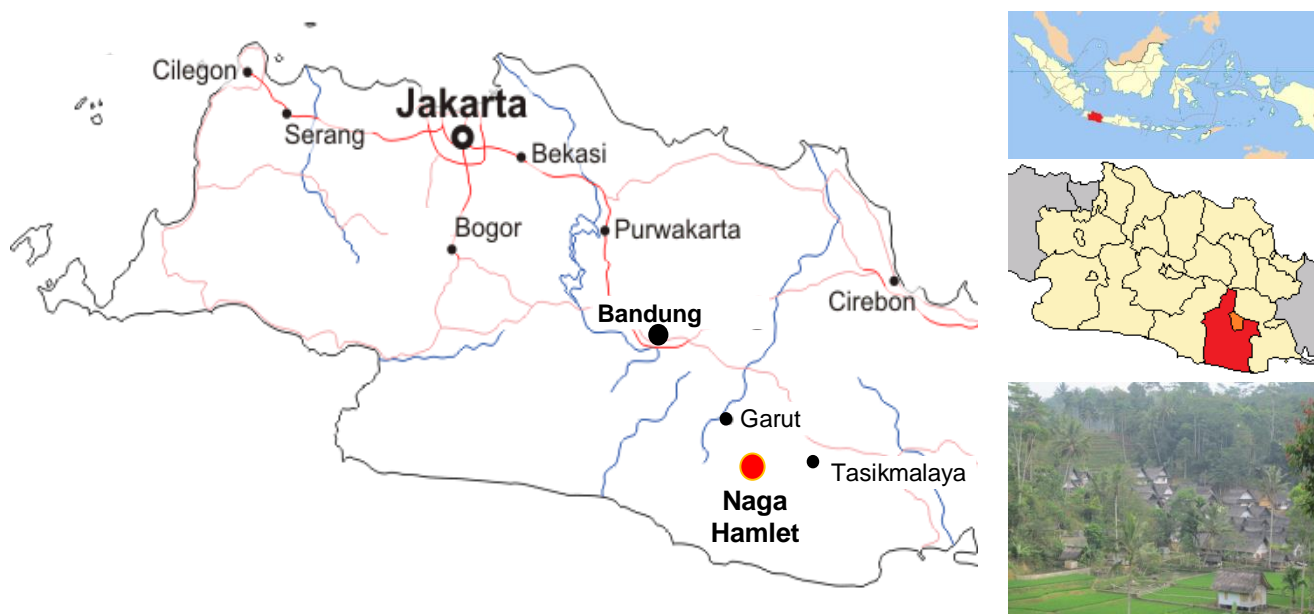 Cilegon
Jakarta
Serang
Bekasi
Bogor
Purwakarta
Cirebon
Bandung
Garut
Tasikmalaya
Naga
Hamlet